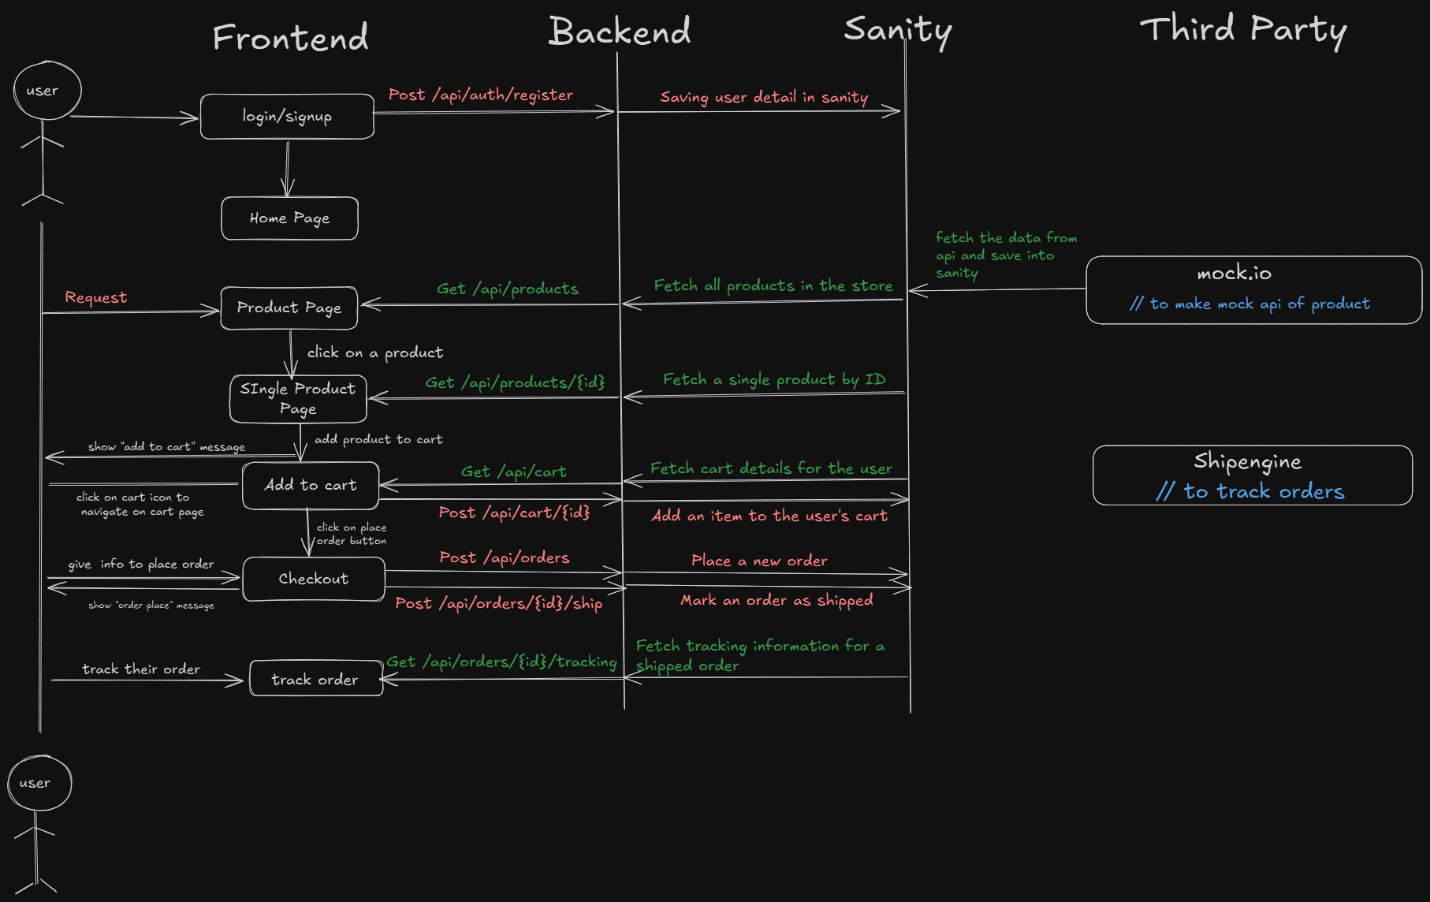 Frontend
Backend
Sanity
Third Party
user
login/signup
Post /api/auth/register
Saving user detail in sanity
Home Page
fetch the data from
api and save into
sanity
mock.io
// to make mock api of product
Request
Product Page
Get /api/products
Fetch all products in the store
click on a product
SIngle Product
Page
Get /api/products/{id}
Fetch a single product by ID
show "add to cart" message
add product to cart
Add to cart
Get /api/cart
Fetch cart details for the user
Shipengine
// to track orders
click on cart icon to
navigate on cart page
Post /api/cart/{id}
Add an item to the user's cart
click on place
order button
give info to place order
Checkout
Post /api/orders
Place a new order
show "order place" message
Post /api/orders/{id}/ship
Mark an order as shipped
track their order
track order
Get /api/orders/{id}/tracking
Fetch tracking information for a
shipped order
user